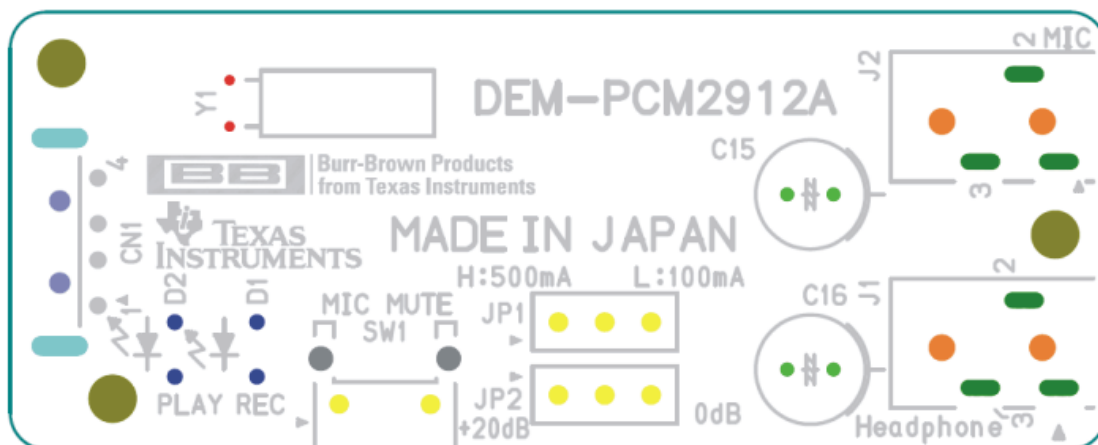 2 MIC
J2
Y1
DEM-PCM2912A
C15
4
BB
Burr-Brown Products
from Texas Instruments
3
CN1
TEXAS
INSTRUMENTS
MADE IN JAPAN
H:500mA L:100mA
2
1
D2
D1
MIC MUTE
SW1
JP1
C16
J1
PLAY REC
+20dB
JP2
0dB
Headphone
3